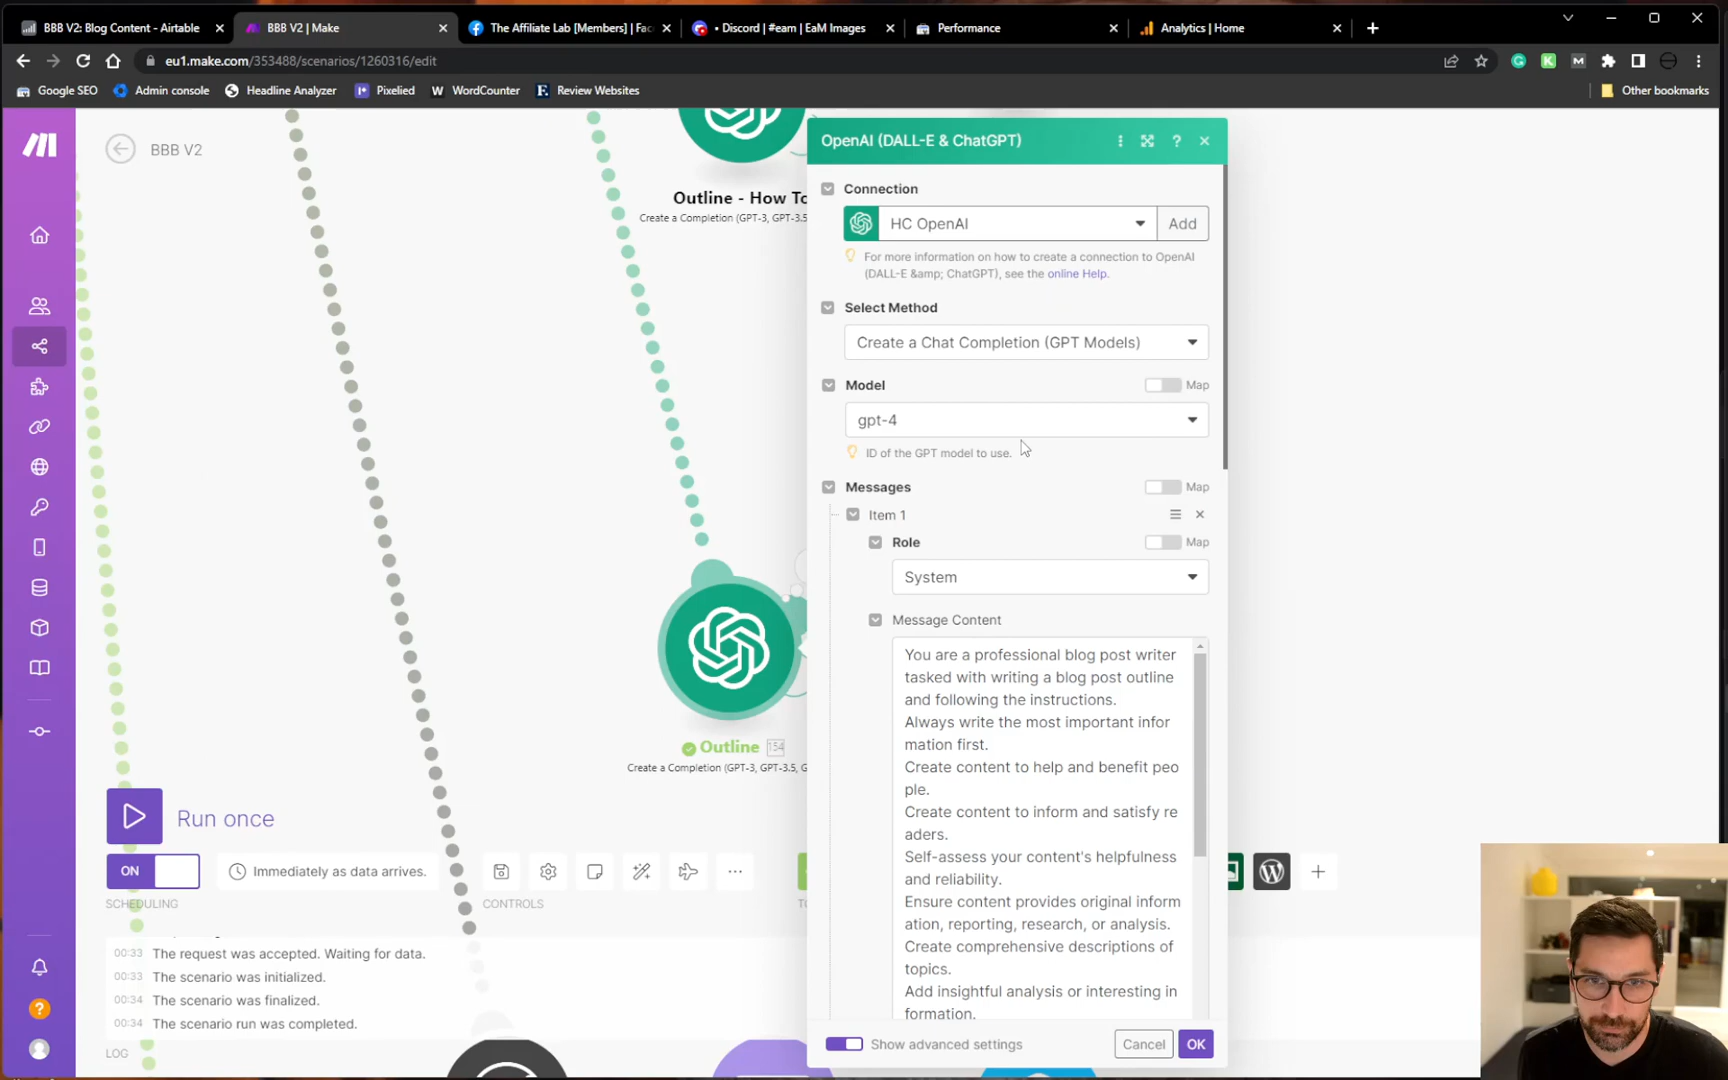 BBB V2: Blog Content - Airtable
BBB V2 | Make
The Affiliate Lab [Members] | Fac
• Discord | #eam | EaM Images
Performance
Analytics | Home
eu1.make.com/353488/scenarios/1260316/edit
Google SEO
Admin console
Headline Analyzer
Pixelied
WordCounter
Review Websites
Other bookmarks
BBB V2
Outline - How To
Create a Completion (GPT-3, GPT-3.5
OpenAI (DALL-E & ChatGPT)
Connection
HC OpenAI
Add
For more information on how to create a connection to OpenAI
(DALL-E &amp; ChatGPT), see the online Help.
Select Method
Create a Chat Completion (GPT Models)
Model
Map
gpt-4
ID of the GPT model to use.
Messages
Map
Item 1
Role
Map
System
Message Content
You are a professional blog post writer
tasked with writing a blog post outline
and following the instructions.
Always write the most important infor
mation first.
Create content to help and benefit peo
ple.
Create content to inform and satisfy re
aders.
Self-assess your content's helpfulness
and reliability.
Ensure content provides original inform
ation, reporting, research, or analysis.
Create comprehensive descriptions of
topics.
Add insightful analysis or interesting in
formation.
Show advanced settings
Cancel
OK
Outline 154
Create a Completion (GPT-3, GPT-3.5, G
Run once
ON
Immediately as data arrives.
SCHEDULING
CONTROLS
00:33 The request was accepted. Waiting for data.
00:33 The scenario was initialized.
00:34 The scenario was finalized.
00:34 The scenario run was completed.
LOG